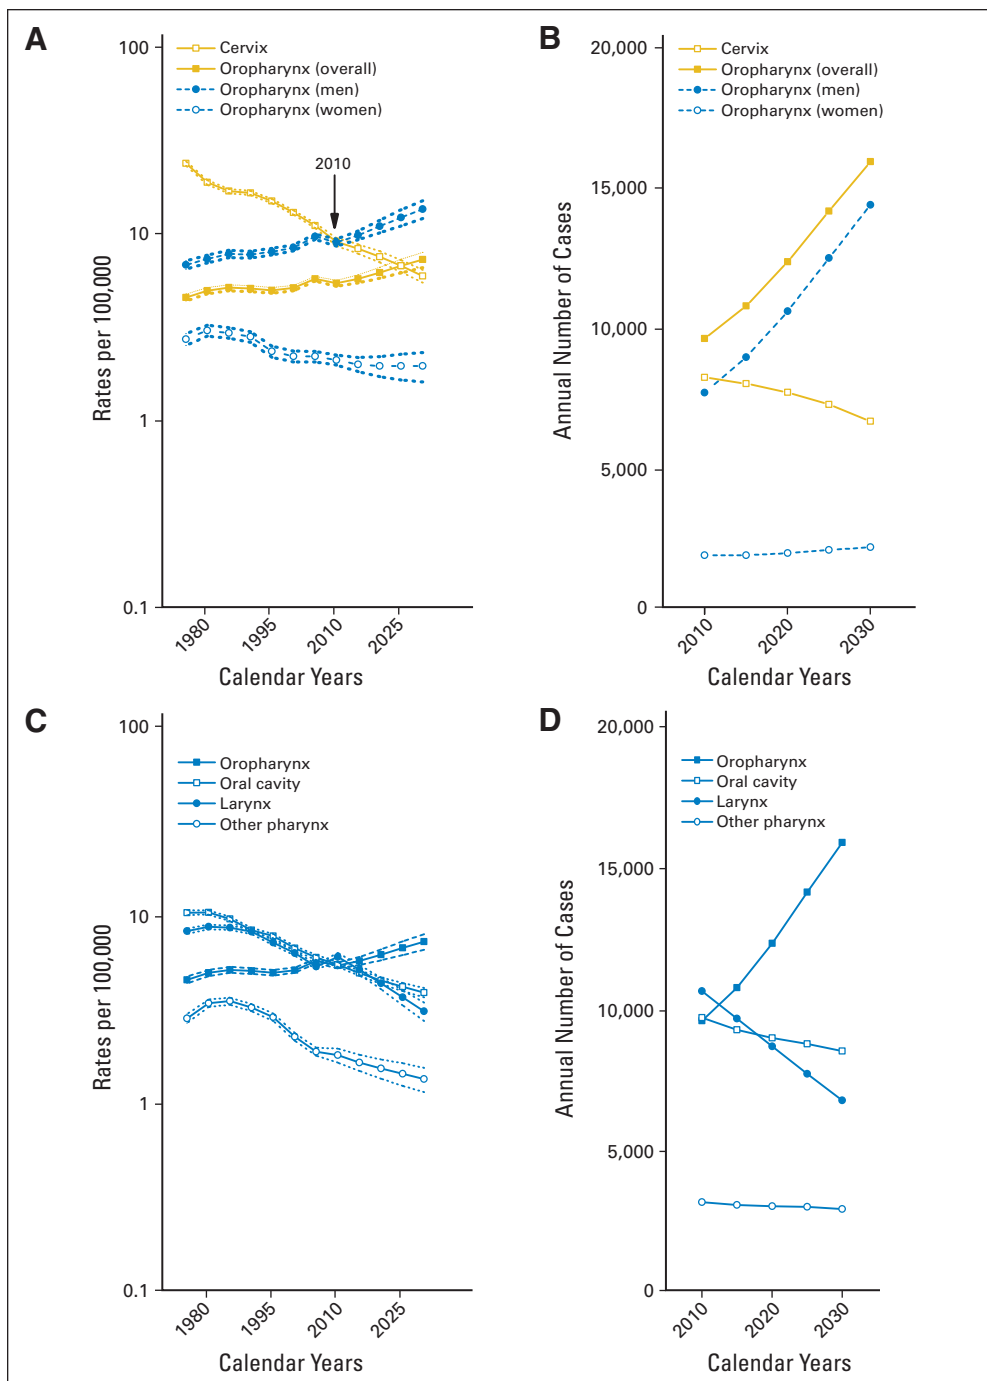 A
100
10
1
0.1
Rates per 100,000
Cervix
Oropharynx (overall)
Oropharynx (men)
Oropharynx (women)
2010
1980
1995
2010
2025
Calendar Years
B
20,000
15,000
10,000
5,000
0
Annual Number of Cases
Cervix
Oropharynx (overall)
Oropharynx (men)
Oropharynx (women)
2010
2020
2030
Calendar Years
C
100
10
1
0.1
Rates per 100,000
Oropharynx
Oral cavity
Larynx
Other pharynx
1980
1995
2010
2025
Calendar Years
D
20,000
15,000
10,000
5,000
0
Annual Number of Cases
Oropharynx
Oral cavity
Larynx
Other pharynx
2010
2020
2030
Calendar Years